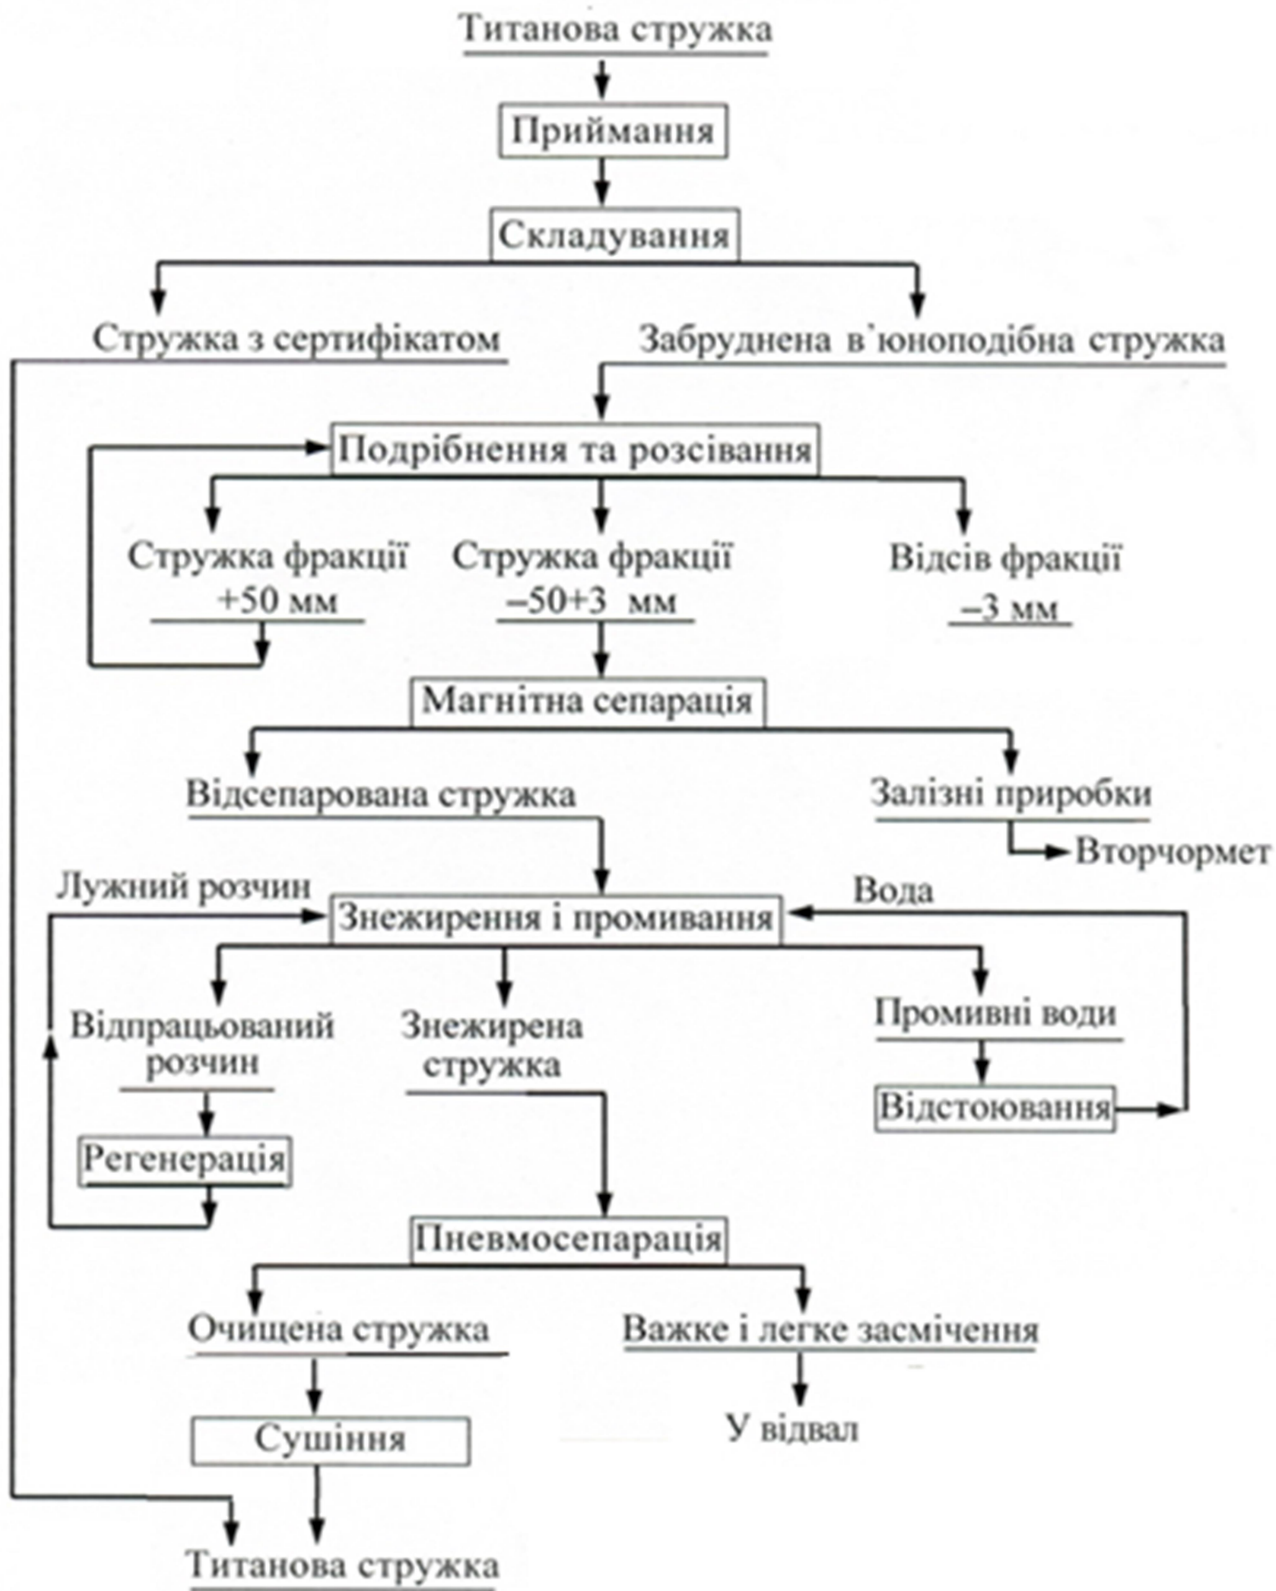 Титанова стружка
Приймання
Складування
Стружка з сертифікатом
Забруднена в’юноподібна стружка
Подрібнення та розсівання
Стружка фракції
+50 мм
Стружка фракції
–50+3 мм
Відсів фракції
–3 мм
Магнітна сепарація
Відсепарована стружка
Залізні приробки
Вторчормет
Лужний розчин
Вода
Знежирення і промивання
Відпрацьований
розчин
Знежирена
стружка
Промивні води
Відстоювання
Регенерація
Пневмосепарація
Очищена стружка
Важке і легке засмічення
У відвал
Сушіння
Титанова стружка